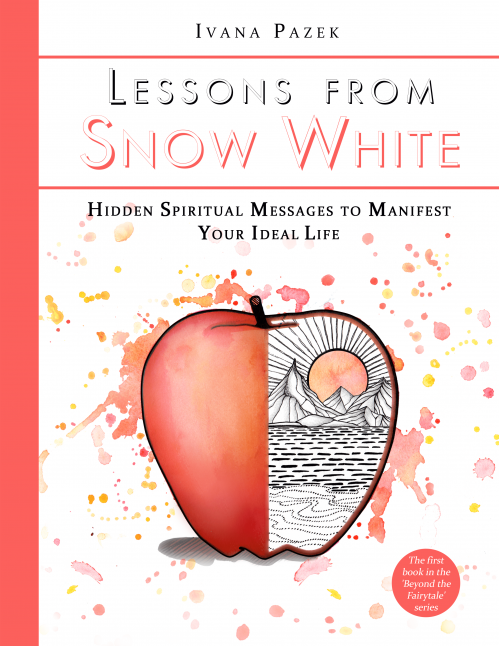 Ivana Pazek
Lessons from
Snow White
Hidden Spiritual Messages to Manifest
Your Ideal Life
The first
book in the
'Beyond the
Fairytale'
series